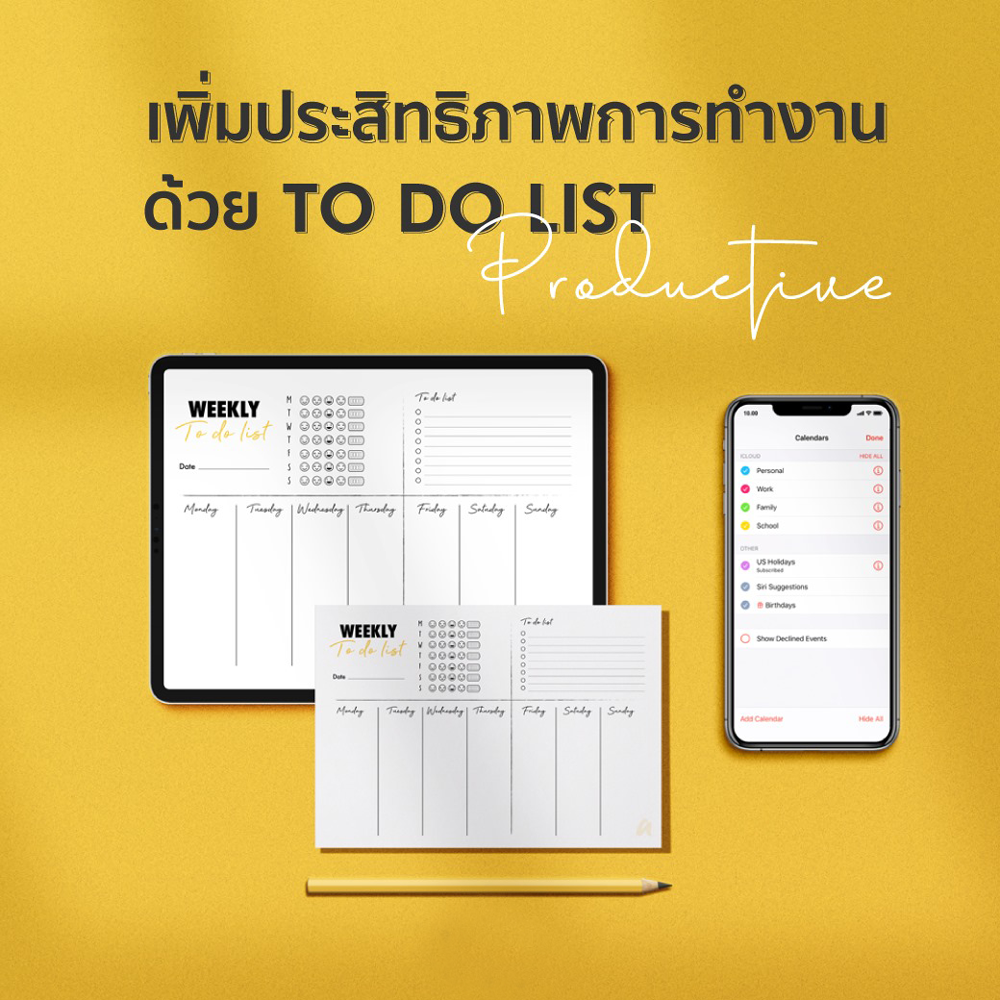 เพิ่มประสิทธิภาพการทำงาน
ด้วย TO DO LIST
Productive
WEEKLY
To do list
Date
M
T
W
T
F
S
S
To do list
Monday
Tuesday
Wednesday
Thursday
Friday
Satuday
Sunday
WEEKLY
To do list
Date
M
T
W
T
F
S
S
To do list
Monday
Tuesday
Wednesday
Thursday
Friday
Satuday
Sunday
10.09
Calendars Done
ICLOUD HIDE ALL
Personal
Work
Family
School
OTHER
US Holidays
Subscribed
Siri Suggestions
Birthdays
Show Declined Events
Add Calendar Hide All